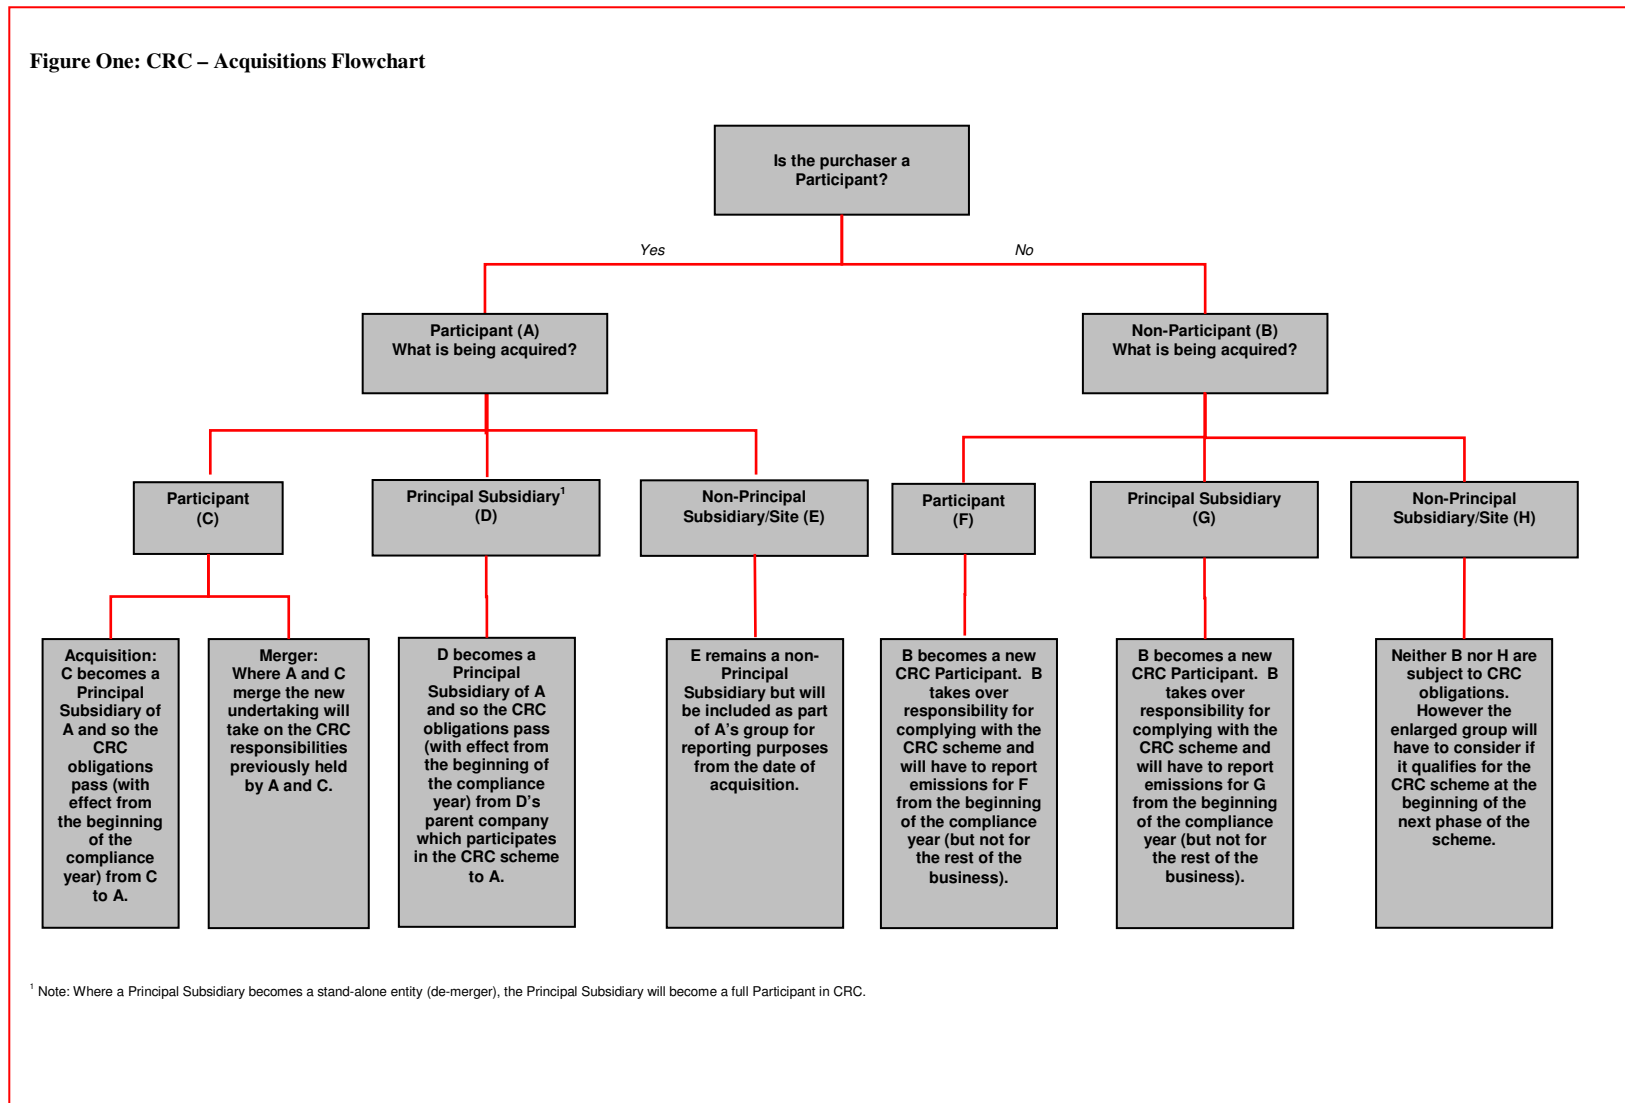 Figure One: CRC – Acquisitions Flowchart
Is the purchaser a
Participant?
Yes
No
Participant (A)
What is being acquired?
Non-Participant (B)
What is being acquired?
Participant
(C)
Principal Subsidiary¹
(D)
Non-Principal
Subsidiary/Site (E)
Participant
(F)
Principal Subsidiary
(G)
Non-Principal
Subsidiary/Site (H)
Acquisition:
C becomes a
Principal
Subsidiary of
A and so the
CRC
obligations
pass (with
effect from
the beginning
of the
compliance
year) from C
to A.
Merger:
Where A and C
merge the new
undertaking will
take on the CRC
responsibilities
previously held
by A and C.
D becomes a
Principal
Subsidiary of A
and so the CRC
obligations pass
(with effect from
the beginning of
the compliance
year) from D's
parent company
which participates
in the CRC scheme
to A.
E remains a non-
Principal
Subsidiary but will
be included as part
of A's group for
reporting purposes
from the date of
acquisition.
B becomes a new
CRC Participant. B
takes over
responsibility for
complying with the
CRC scheme and
will have to report
emissions for F
from the beginning
of the compliance
year (but not for
the rest of the
business).
B becomes a new
CRC Participant. B
takes over
responsibility for
complying with the
CRC scheme and
will have to report
emissions for G
from the beginning
of the compliance
year (but not for
the rest of the
business).
Neither B nor H are
subject to CRC
obligations.
However the
enlarged group will
have to consider if
it qualifies for the
CRC scheme at the
beginning of the
next phase of the
scheme.
¹ Note: Where a Principal Subsidiary becomes a stand-alone entity (de-merger), the Principal Subsidiary will become a full Participant in CRC.